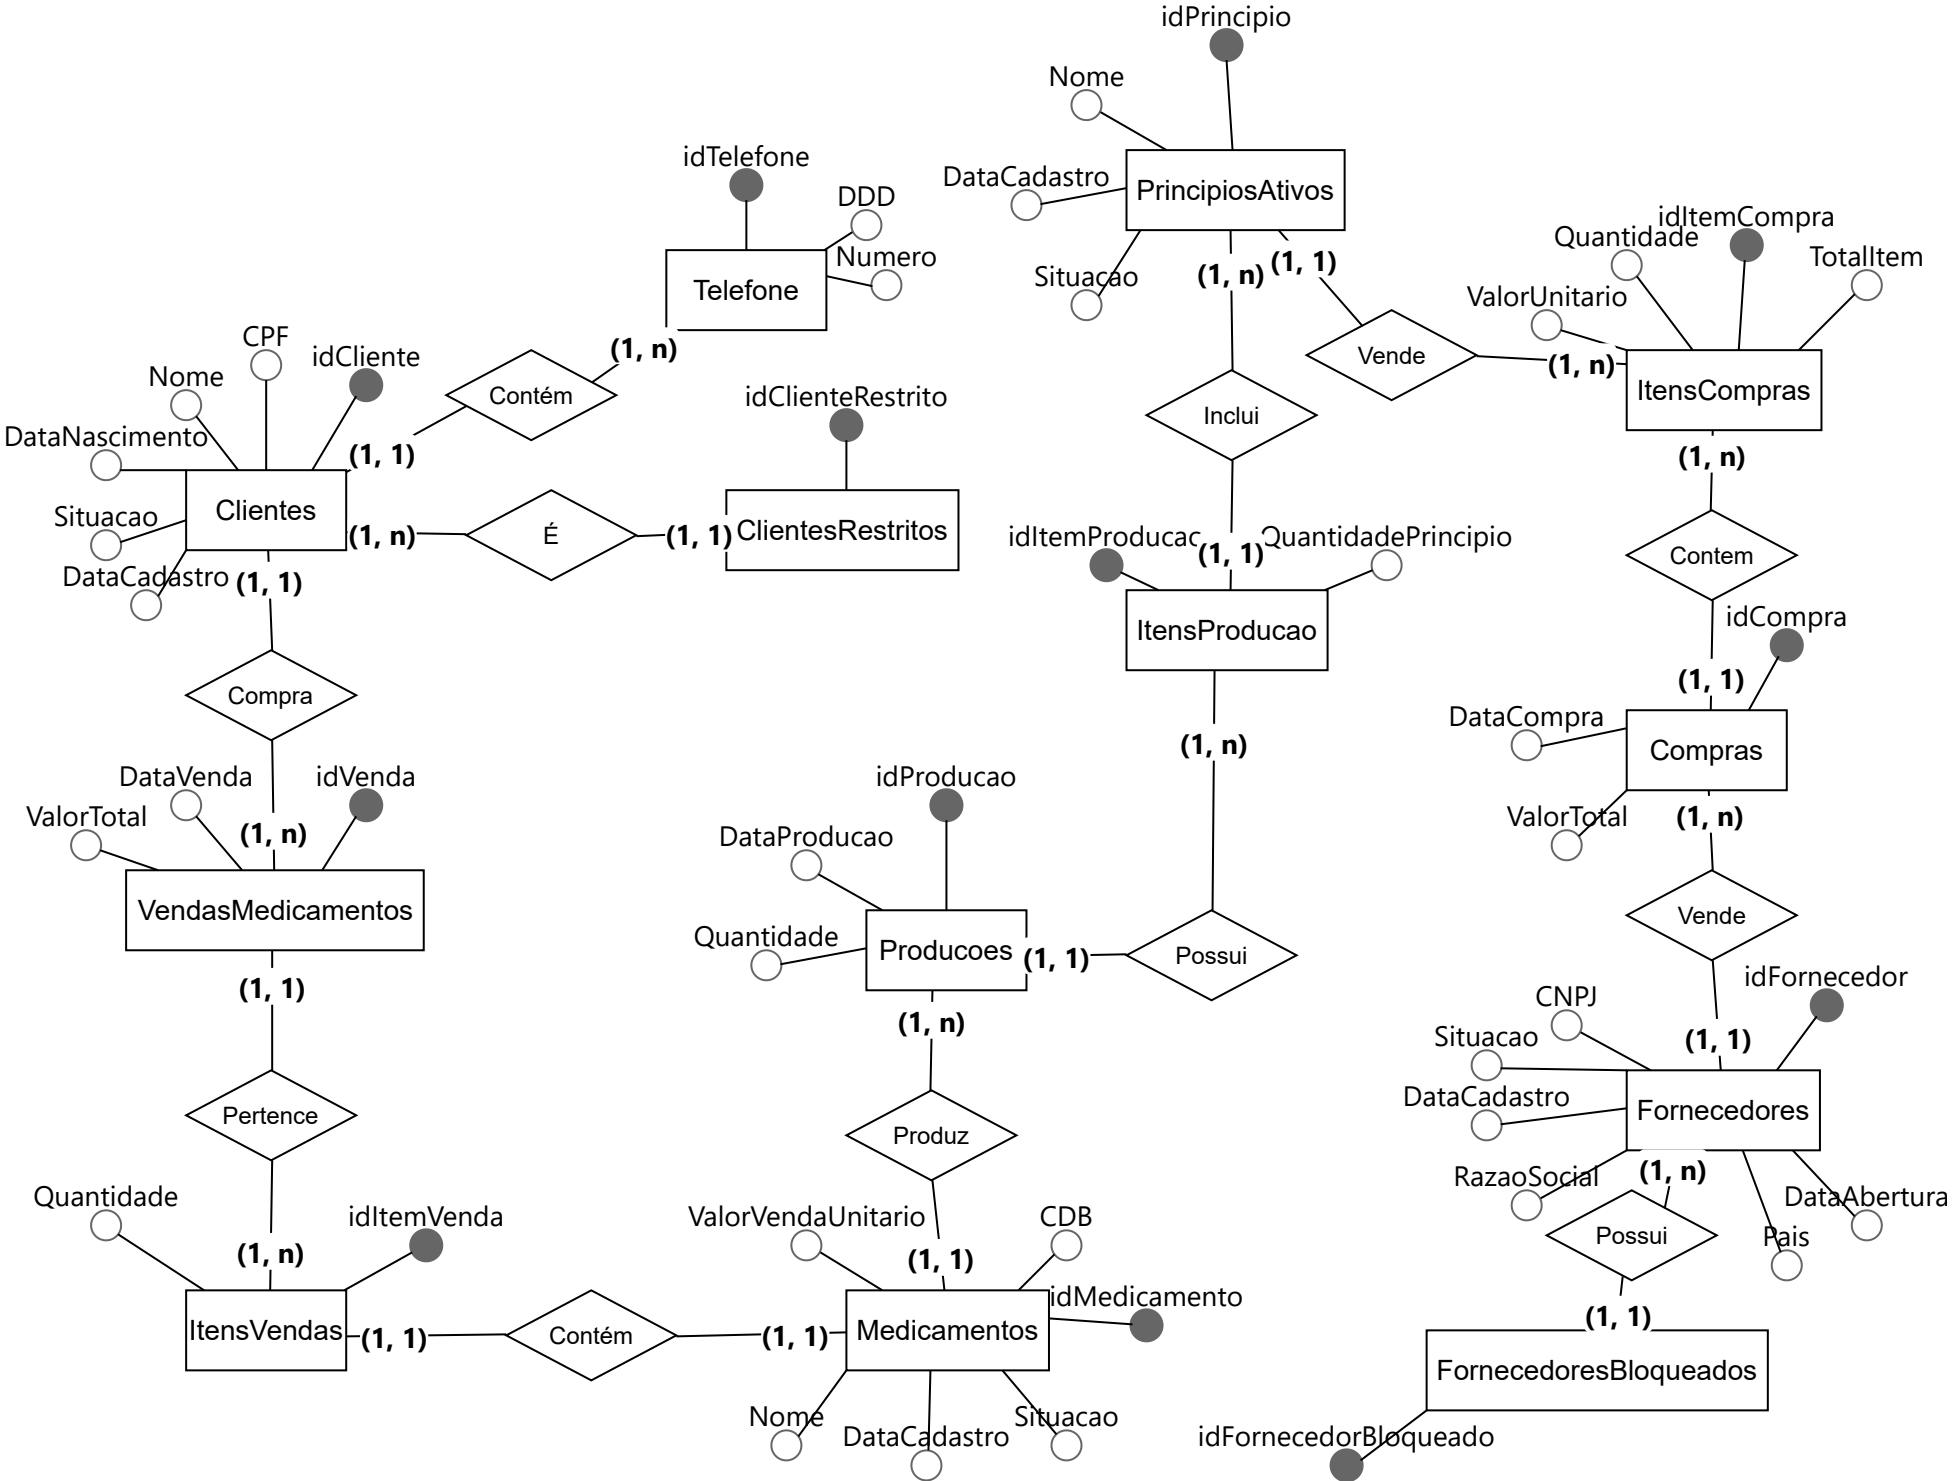 idPrincipio
Nome
idTelefone
DataCadastro
PrincipiosAtivos
DDD
idItemCompra
Quantidade
Numero
TotalItem
Telefone
Situacao
(1, n)
(1, 1)
ValorUnitario
CPF
idCliente
(1, n)
Vende
(1, n)
Nome
Contém
ItensCompras
idClienteRestrito
Inclui
DataNascimento
(1, 1)
(1, n)
Clientes
Situacao
(1, n)
É
(1, 1)
ClientesRestritos
idItemProducac
(1, 1)
QuantidadePrincipio
Contem
DataCadastro
(1, 1)
idCompra
ItensProducao
(1, 1)
Compra
DataCompra
(1, n)
Compras
DataVenda
idVenda
idProducao
ValorTotal
(1, n)
DataProducao
ValorTotal
(1, n)
VendasMedicamentos
Quantidade
Producoes
(1, 1)
Possui
Vende
(1, 1)
(1, n)
idFornecedor
CNPJ
Situacao
(1, 1)
DataCadastro
Fornecedores
Pertence
Produz
RazaoSocial
(1, n)
Quantidade
idItemVenda
ValorVendaUnitario
CDB
DataAbertura
Possui
Pais
(1, n)
(1, 1)
idMedicamento
(1, 1)
ItensVendas
(1, 1)
Contém
(1, 1)
Medicamentos
FornecedoresBloqueados
Nome
DataCadastro
Situacao
idFornecedorBloqueado